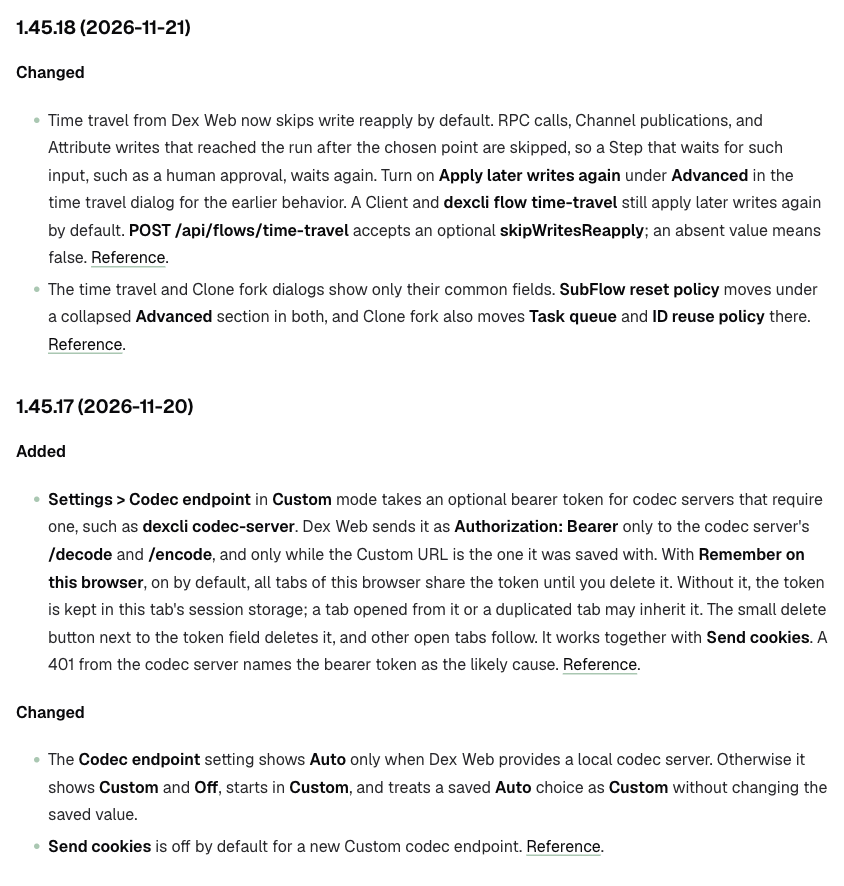 1.45.18 (2026-11-21)
Changed
Time travel from Dex Web now skips write reapply by default. RPC calls, Channel publications, and
Attribute writes that reached the run after the chosen point are skipped, so a Step that waits for such
input, such as a human approval, waits again. Turn on Apply later writes again under Advanced in the
time travel dialog for the earlier behavior. A Client and dexcli flow time-travel still apply later writes again
by default. POST /api/flows/time-travel accepts an optional skipWritesReapply; an absent value means
false. Reference.
The time travel and Clone fork dialogs show only their common fields. SubFlow reset policy moves under
a collapsed Advanced section in both, and Clone fork also moves Task queue and ID reuse policy there.
Reference.
1.45.17 (2026-11-20)
Added
Settings > Codec endpoint in Custom mode takes an optional bearer token for codec servers that require
one, such as dexcli codec-server. Dex Web sends it as Authorization: Bearer only to the codec server's
/decode and /encode, and only while the Custom URL is the one it was saved with. With Remember on
this browser, on by default, all tabs of this browser share the token until you delete it. Without it, the token
is kept in this tab's session storage; a tab opened from it or a duplicated tab may inherit it. The small delete
button next to the token field deletes it, and other open tabs follow. It works together with Send cookies. A
401 from the codec server names the bearer token as the likely cause. Reference.
Changed
The Codec endpoint setting shows Auto only when Dex Web provides a local codec server. Otherwise it
shows Custom and Off, starts in Custom, and treats a saved Auto choice as Custom without changing the
saved value.
Send cookies is off by default for a new Custom codec endpoint. Reference.